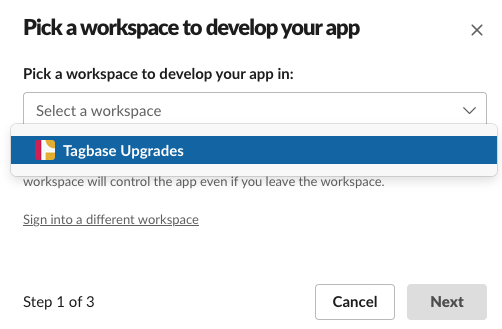 Pick a workspace to develop your app
Pick a workspace to develop your app in:
Select a workspace
Tagbase Upgrades
workspace will control the app even if you leave the workspace.
Sign into a different workspace
Step 1 of 3
Cancel
Next